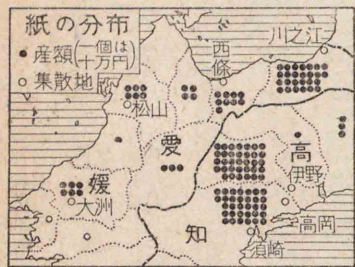 紙の分布
産額(一個は十万円)
集散地
川之江
西條
松山
愛
高
伊野
媛
大洲
知
高岡
須崎